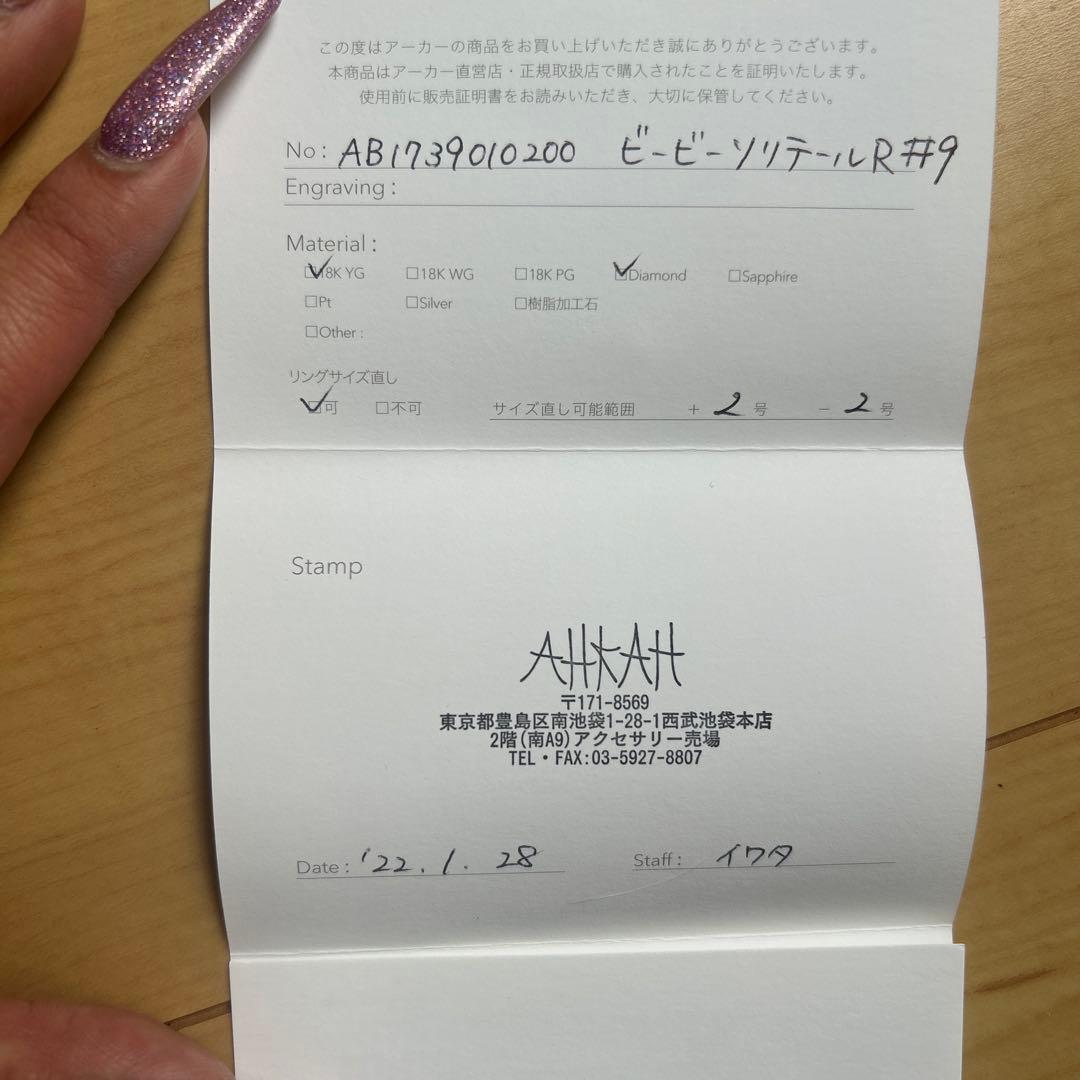 この度はアーカーの商品をお買い上げいただき誠にありがとうございます。
本商品はアーカー直営店・正規取扱店で購入されたことを証明いたします。
使用前に販売証明書をお読みいただき、大切に保管してください。
No : AB1739010200 ビービーソリテールR#9
Engraving :
Material :
☑18K YG ☐18K WG ☐18K PG ☑Diamond ☐Sapphire
☐Pt ☐Silver ☐樹脂加工石
☐Other :
リングサイズ直し
☑可 ☐不可 サイズ直し可能範囲 + 2 号 - 2 号
Stamp
AHKAH
〒171-8569
東京都豊島区南池袋1-28-1西武池袋本店
2階(南A9)アクセサリー売場
TEL・FAX:03-5927-8807
Date : '22. 1. 28 Staff : イワタ